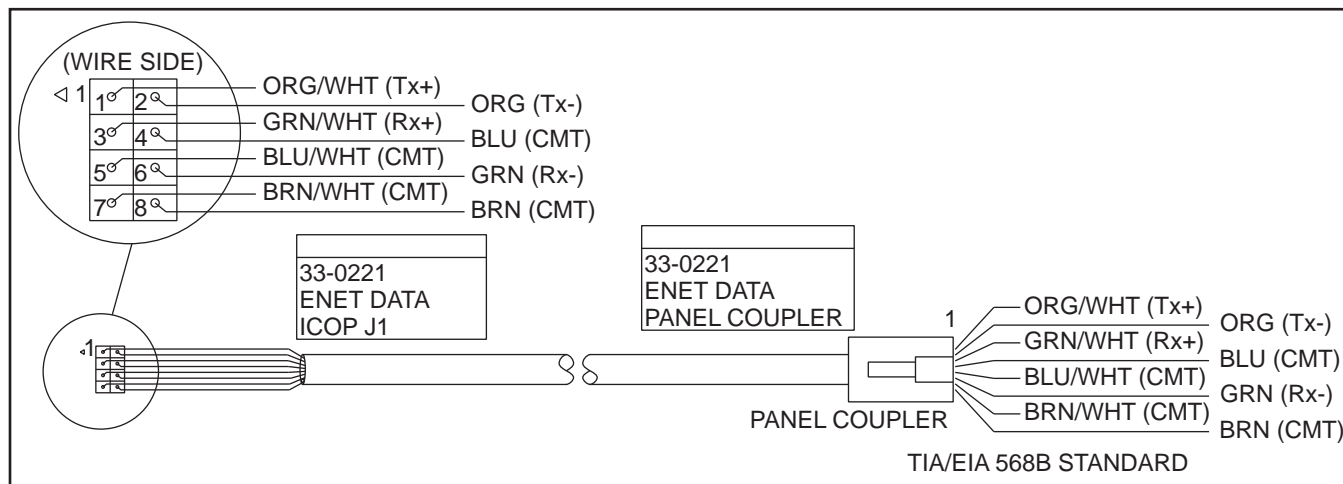 (WIRE SIDE)
1
1 2
3 4
5 6
7 8
ORG/WHT (Tx+)
ORG (Tx-)
GRN/WHT (Rx+)
BLU (CMT)
BLU/WHT (CMT)
GRN (Rx-)
BRN/WHT (CMT)
BRN (CMT)
33-0221
ENET DATA
ICOP J1
33-0221
ENET DATA
PANEL COUPLER
1
1
PANEL COUPLER
ORG/WHT (Tx+)
ORG (Tx-)
GRN/WHT (Rx+)
BLU (CMT)
BLU/WHT (CMT)
GRN (Rx-)
BRN/WHT (CMT)
BRN (CMT)
TIA/EIA 568B STANDARD